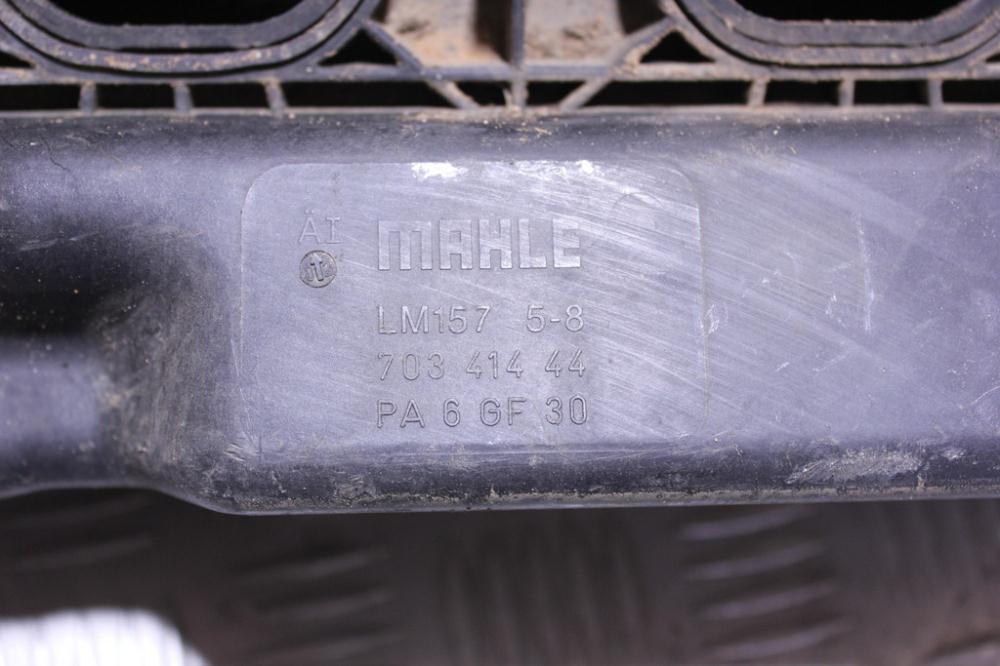 ÄI
MAHLE
LM157 5-8
703 414 44
PA 6 GF 30